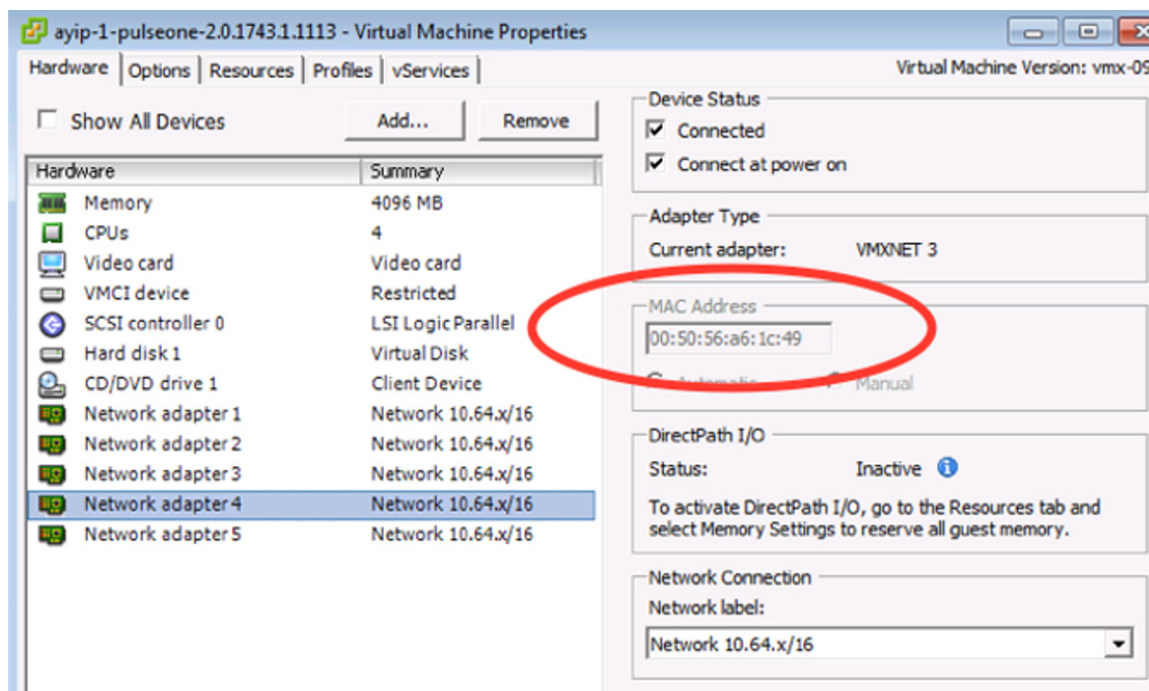 ayip-1-pulseone-2.0.1743.1.1113 - Virtual Machine Properties
Hardware Options Resources Profiles vServices
Virtual Machine Version: vmx-09
Show All Devices Add... Remove
Hardware Summary
Memory 4096 MB
CPUs 4
Video card Video card
VMCI device Restricted
SCSI controller 0 LSI Logic Parallel
Hard disk 1 Virtual Disk
CD/DVD drive 1 Client Device
Network adapter 1 Network 10.64.x/16
Network adapter 2 Network 10.64.x/16
Network adapter 3 Network 10.64.x/16
Network adapter 4 Network 10.64.x/16
Network adapter 5 Network 10.64.x/16
Device Status
Connected
Connect at power on
Adapter Type
Current adapter: VMXNET 3
MAC Address
00:50:56:a6:1c:49
Automatic Manual
DirectPath I/O
Status: Inactive
To activate DirectPath I/O, go to the Resources tab and
select Memory Settings to reserve all guest memory.
Network Connection
Network label:
Network 10.64.x/16